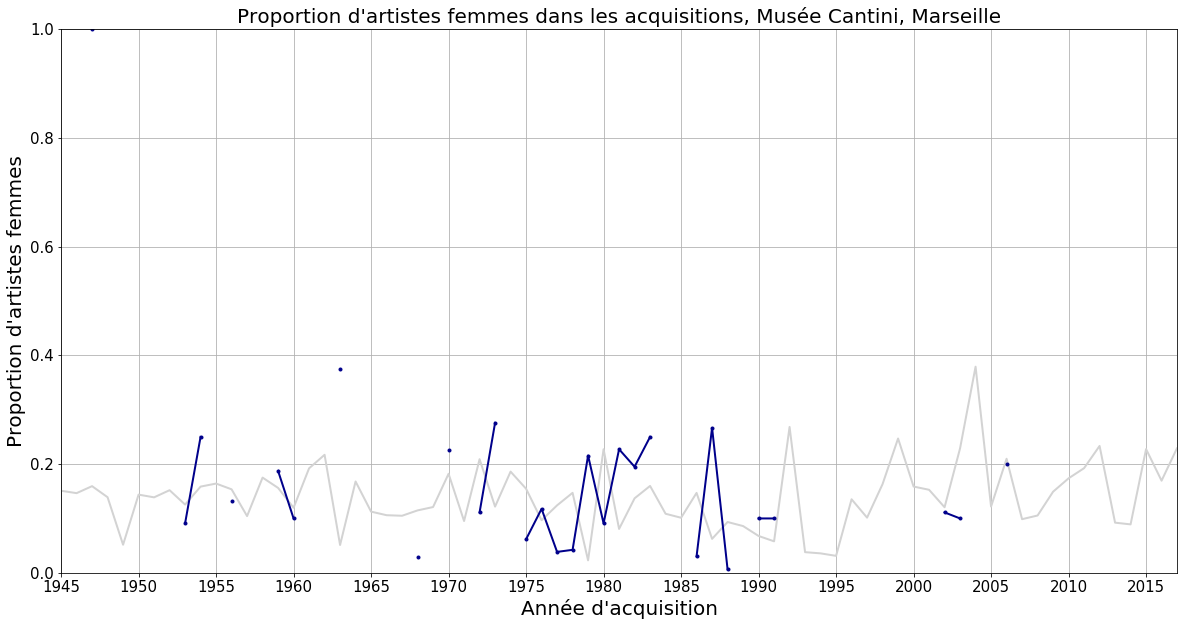 Proportion d'artistes femmes dans les acquisitions, Musée Cantini, Marseille
Proportion d'artistes femmes
1.0
0.8
0.6
0.4
0.2
0.0
1945 1950 1955 1960 1965 1970 1975 1980 1985 1990 1995 2000 2005 2010 2015
Année d'acquisition